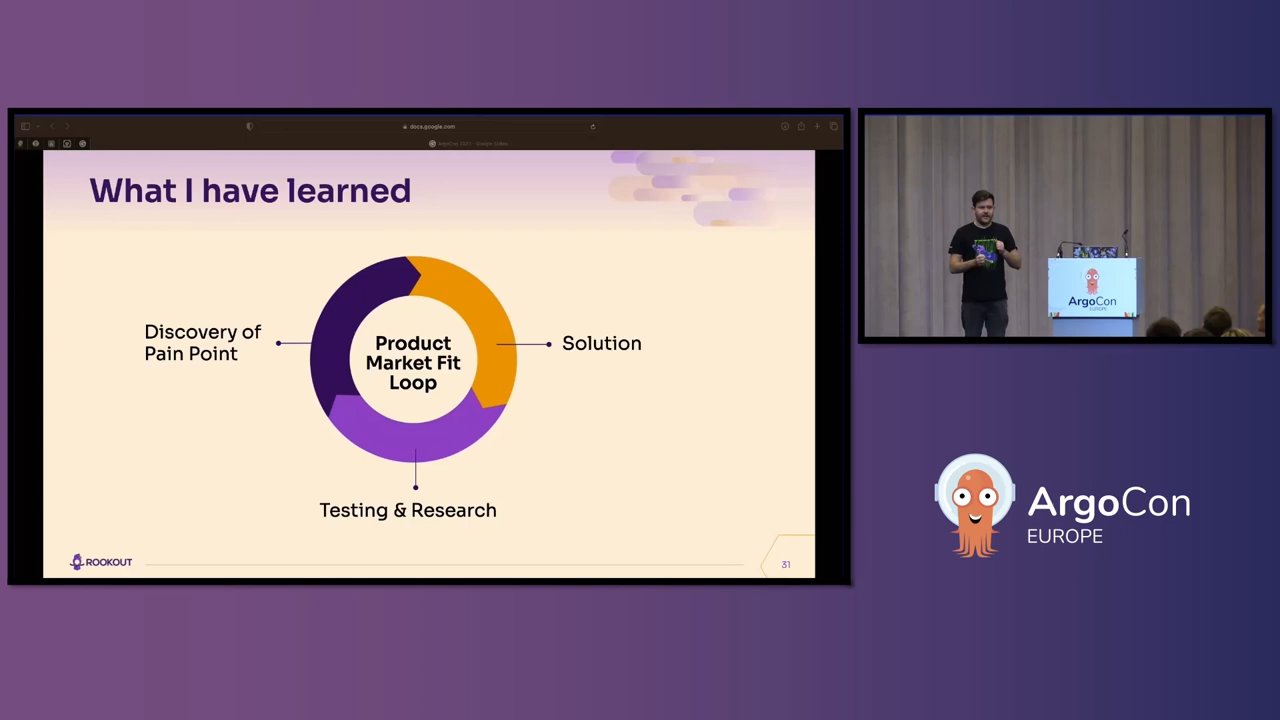 docs.google.com
What I have learned
Discovery of
Pain Point
Product
Market Fit
Loop
Solution
Testing & Research
ROOKOUT
31
ArgoCon
EUROPE
ArgoCon
EUROPE